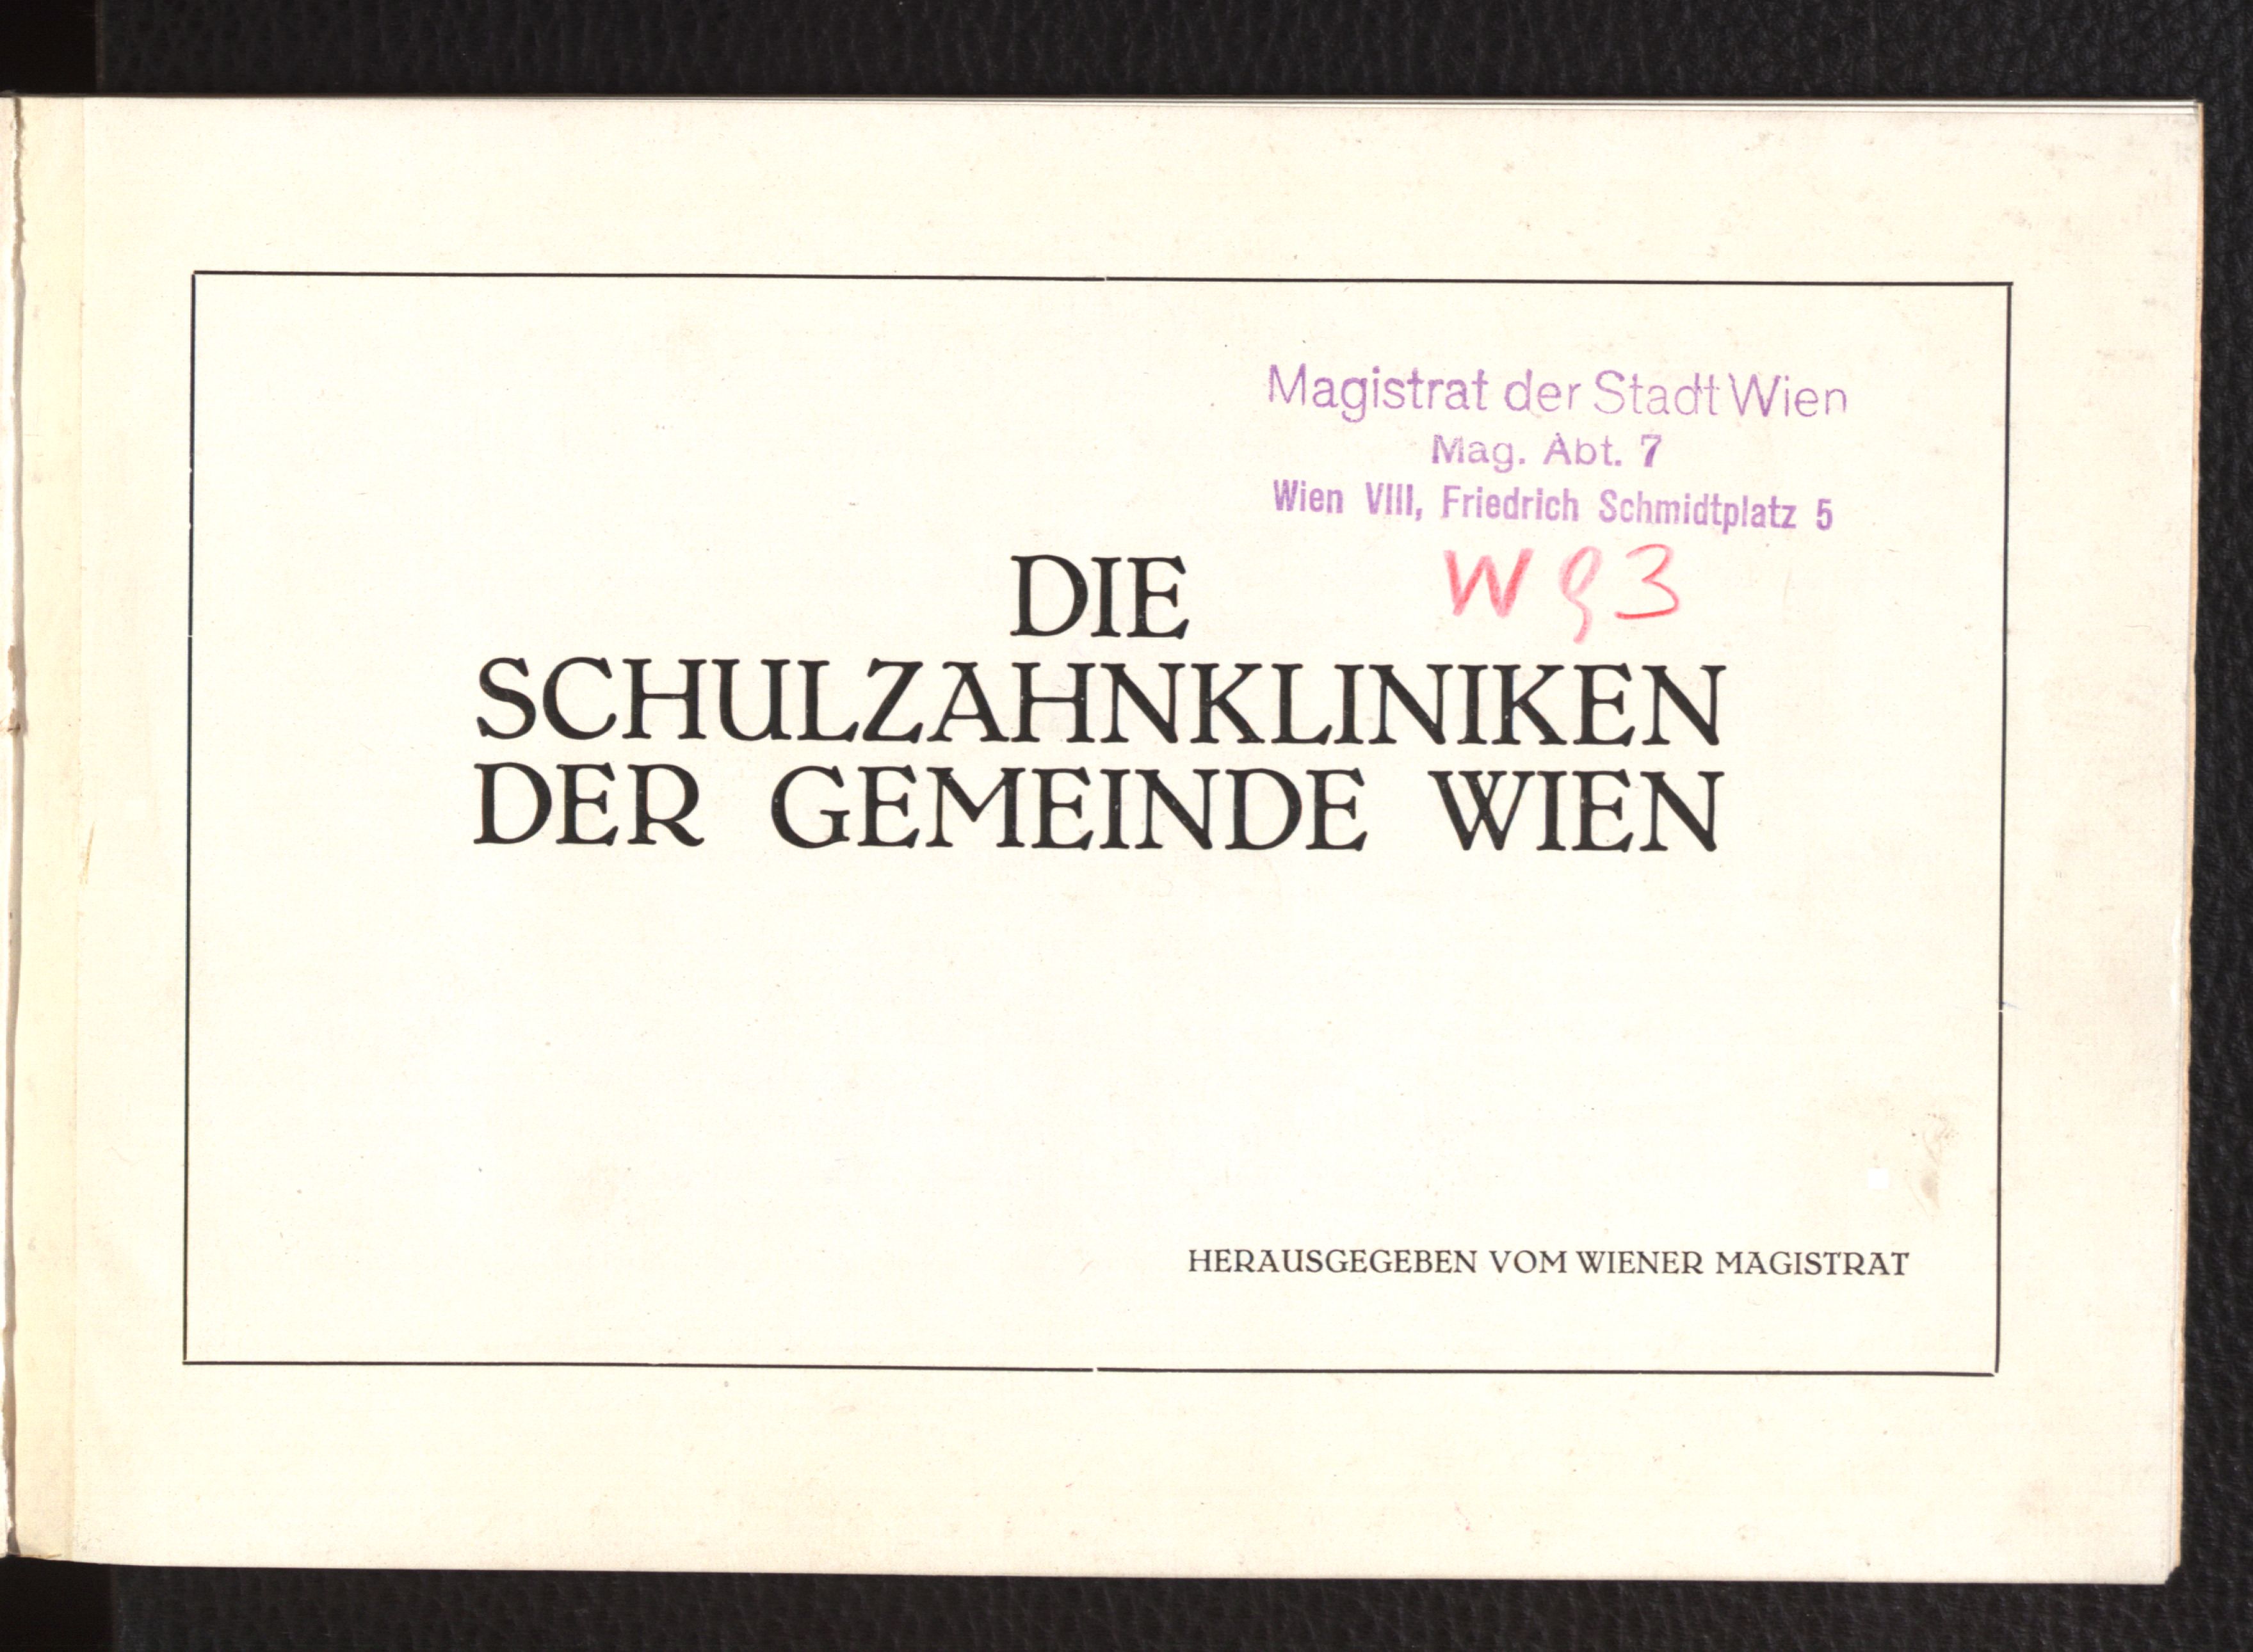 Magistrat der Stadt Wien
Mag. Abt. 7
Wien VIII, Friedrich Schmidtplatz 5
W 93
DIE
SCHULZAHNKLINIKEN
DER GEMEINDE WIEN
HERAUSGEGEBEN VOM WIENER MAGISTRAT